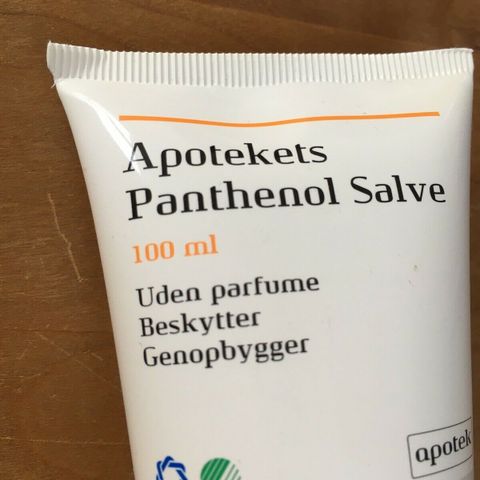 Apotekets
Panthenol Salve
100 ml
Uden parfume
Beskytter
Genopbygger
apotek